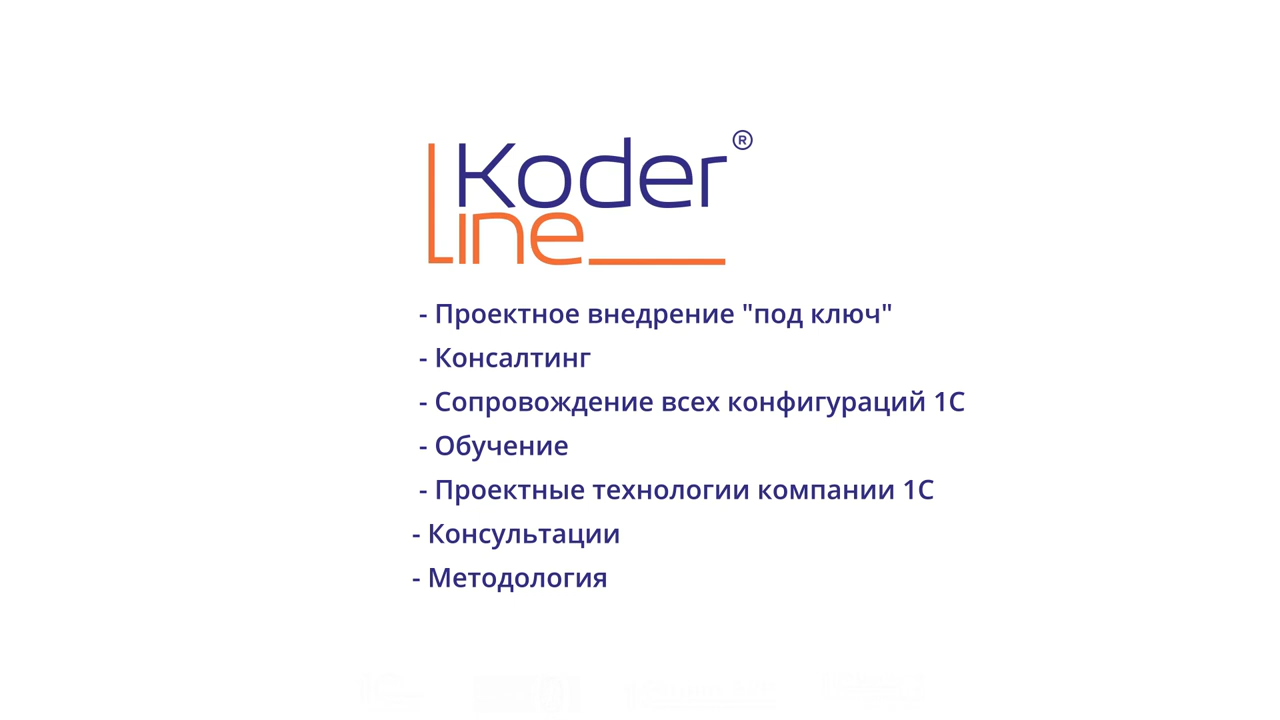 Koder®
Line
- Проектное внедрение "под ключ"
- Консалтинг
- Сопровождение всех конфигураций 1С
- Обучение
- Проектные технологии компании 1С
- Консультации
- Методология